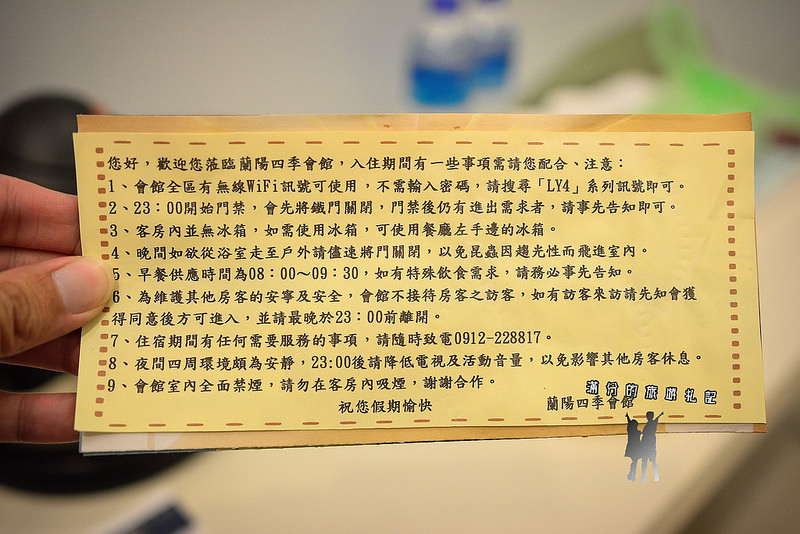 您好，歡迎您蒞臨蘭陽四季會館，入住期間有一些事項需請您配合、注意：
1、會館全區有無線WiFi訊號可使用，不需輸入密碼，請搜尋「LY4」系列訊號即可。
2、23：00開始門禁，會先將鐵門關閉，門禁後仍有進出需求者，請事先告知即可。
3、客房內並無冰箱，如需使用冰箱，可使用餐廳左手邊的冰箱。
4、晚間如欲從浴室走至戶外請儘速將門關閉，以免昆蟲因趨光性而飛進室內。
5、早餐供應時間為08：00～09：30，如有特殊飲食需求，請務必事先告知。
6、為維護其他房客的安寧及安全，會館不接待房客之訪客，如有訪客來訪請先知會獲
得同意後方可進入，並請最晚於23：00前離開。
7、住宿期間有任何需要服務的事項，請隨時致電0912-228817。
8、夜間四周環境頗為安靜，23:00後請降低電視及活動音量，以免影響其他房客休息。
9、會館室內全面禁煙，請勿在客房內吸煙，謝謝合作。
祝您假期愉快
蘭陽四季會館
滿分的旅遊札記